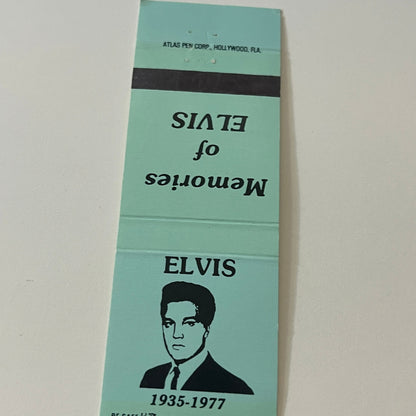 ATLAS PEN CORP., HOLLYWOOD, FLA.
Memories
of
ELVIS
ELVIS
1935-1977